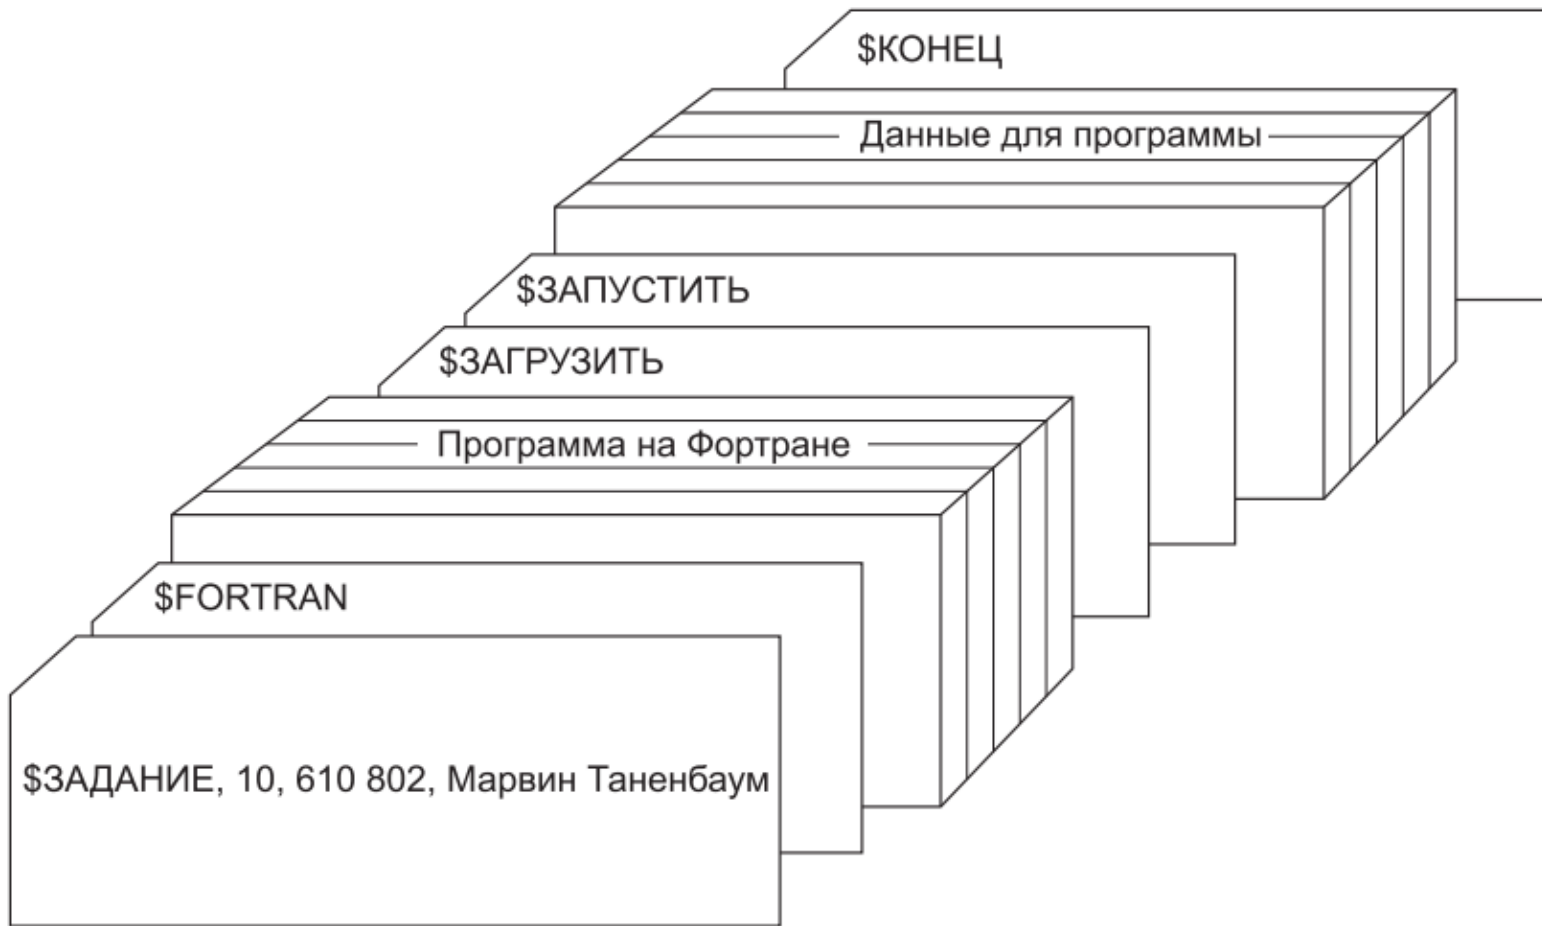 $КОНЕЦ
Данные для программы
$ЗАПУСТИТЬ
$ЗАГРУЗИТЬ
Программа на Фортране
$FORTRAN
$ЗАДАНИЕ, 10, 610 802, Марвин Таненбаум